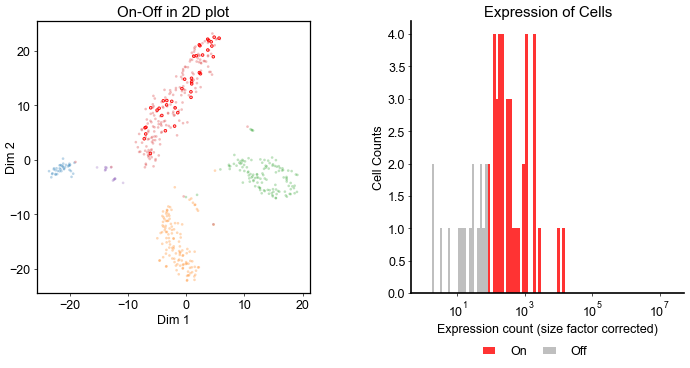 On-Off in 2D plot
20
10
0
−10
−20
Dim 2
−20 −10 0 10 20
Dim 1
Expression of Cells
4.0
3.5
3.0
2.5
2.0
1.5
1.0
0.5
0.0
Cell Counts
10^1 10^3 10^5 10^7
Expression count (size factor corrected)
On Off